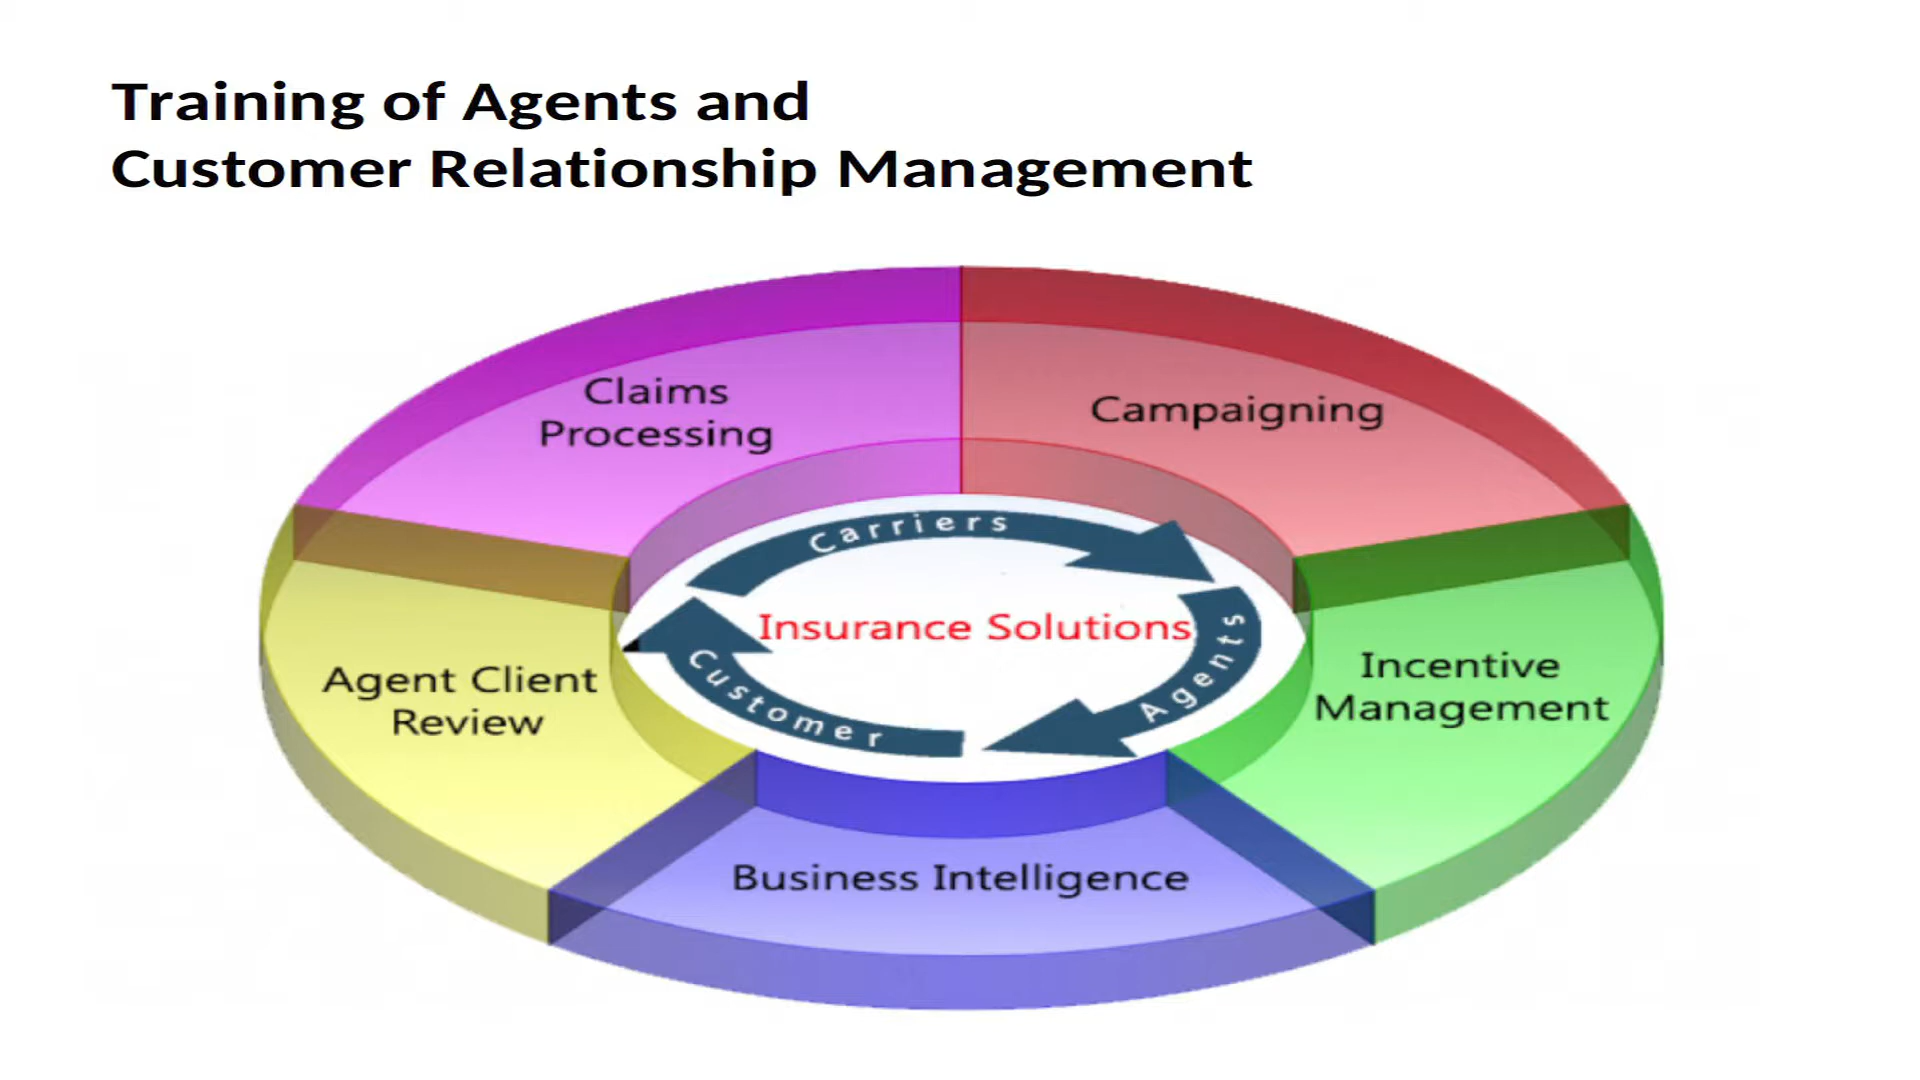 Training of Agents and
Customer Relationship Management
Claims
Processing
Campaigning
Carriers
Insurance Solutions
Agents
Customer
Agent Client
Review
Incentive
Management
Business Intelligence